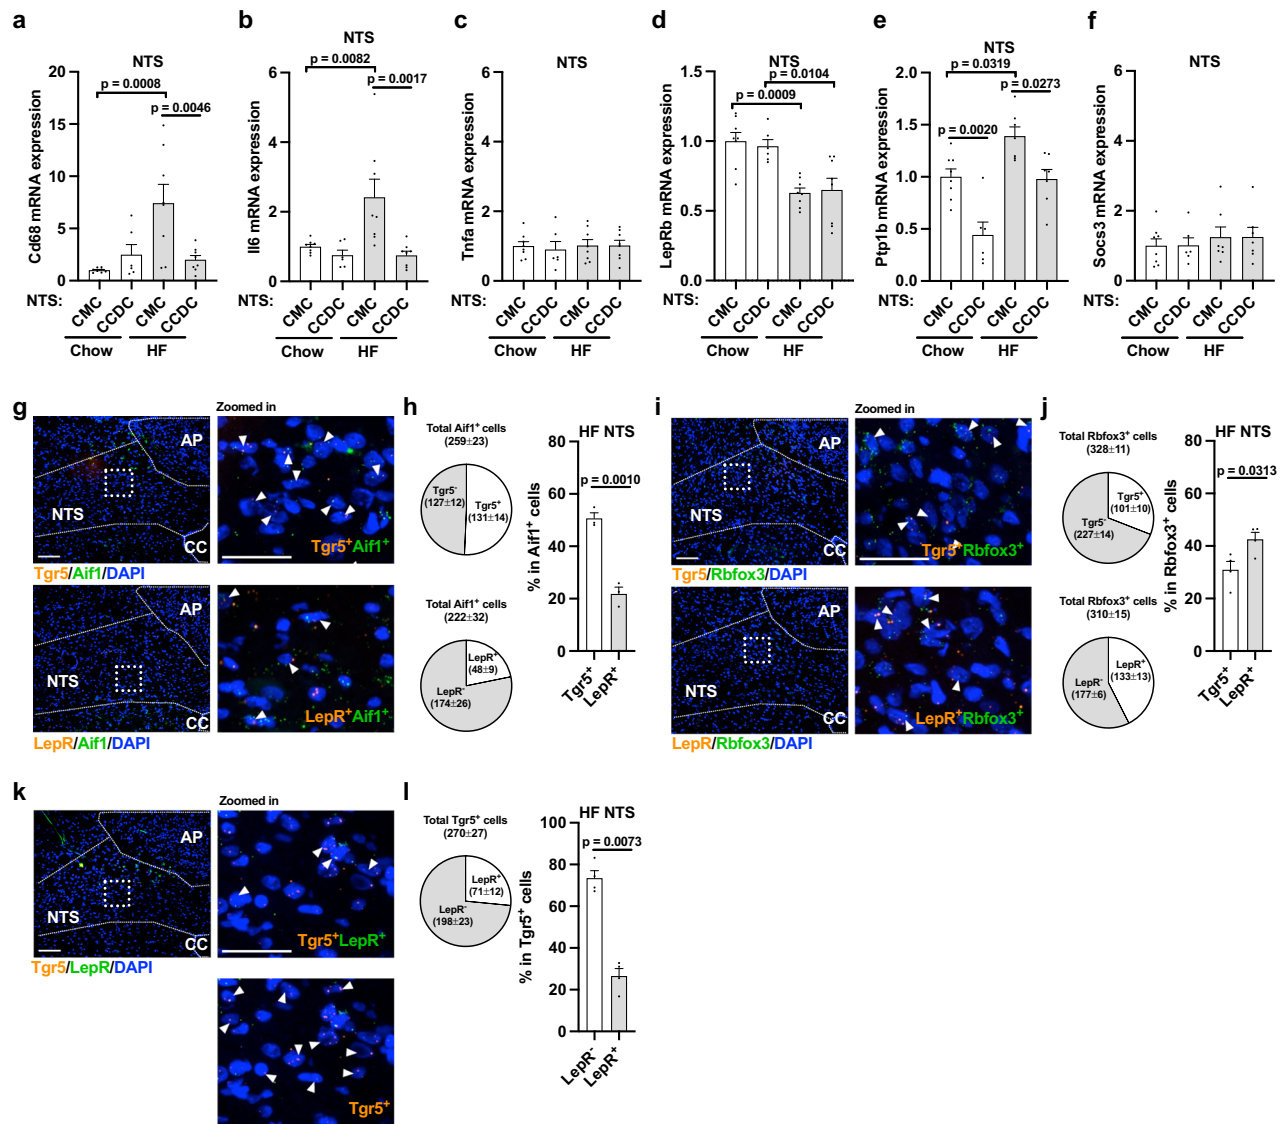 a
NTS
Cd68 mRNA expression
20
15
10
5
0
p = 0.0008
p = 0.0046
NTS:
CMC
CCDC
CMC
CCDC
Chow
HF
b
NTS
Il6 mRNA expression
6
4
2
0
p = 0.0082
p = 0.0017
CMC
CCDC
CMC
CCDC
NTS:
Chow
HF
c
NTS
Tnfa mRNA expression
6
4
2
0
NTS:
CMC
CCDC
CMC
CCDC
Chow
HF
d
NTS
LepRb mRNA expression
1.5
1.0
0.5
0.0
p = 0.0104
p = 0.0009
NTS:
CMC
CCDC
CMC
CCDC
Chow
HF
e
NTS
Ptp1b mRNA expression
2.0
1.5
1.0
0.5
0.0
p = 0.0319
p = 0.0273
p = 0.0020
NTS:
CMC
CCDC
CMC
CCDC
Chow
HF
f
NTS
Socs3 mRNA expression
6
4
2
0
NTS:
CMC
CCDC
CMC
CCDC
Chow
HF
g
Zoomed in
AP
NTS
CC
Tgr5/Aif1/DAPI
Tgr5⁺Aif1⁺
AP
NTS
CC
LepR/Aif1/DAPI
LepR⁺Aif1⁺
h
Total Aif1⁺ cells
(259±23)
Tgr5⁻
(127±12)
Tgr5⁺
(131±14)
Total Aif1⁺ cells
(222±32)
LepR⁺
(48±9)
LepR⁻
(174±26)
HF NTS
p = 0.0010
% in Aif1⁺ cells
80
60
40
20
0
Tgr5⁺
LepR⁺
i
Zoomed in
AP
NTS
CC
Tgr5/Rbfox3/DAPI
Tgr5⁺Rbfox3⁺
AP
NTS
CC
LepR/Rbfox3/DAPI
LepR⁺Rbfox3⁺
j
Total Rbfox3⁺ cells
(328±11)
Tgr5⁺
(101±10)
Tgr5⁻
(227±14)
Total Rbfox3⁺ cells
(310±15)
LepR⁺
(133±13)
LepR⁻
(177±6)
HF NTS
p = 0.0313
% in Rbfox3⁺ cells
80
60
40
20
0
Tgr5⁺
LepR⁺
k
Zoomed in
AP
NTS
CC
Tgr5/LepR/DAPI
Tgr5⁺LepR⁺
Tgr5⁺
l
Total Tgr5⁺ cells
(270±27)
LepR⁺
(71±12)
LepR⁻
(198±23)
HF NTS
p = 0.0073
% in Tgr5⁺ cells
100
80
60
40
20
0
LepR⁻
LepR⁺